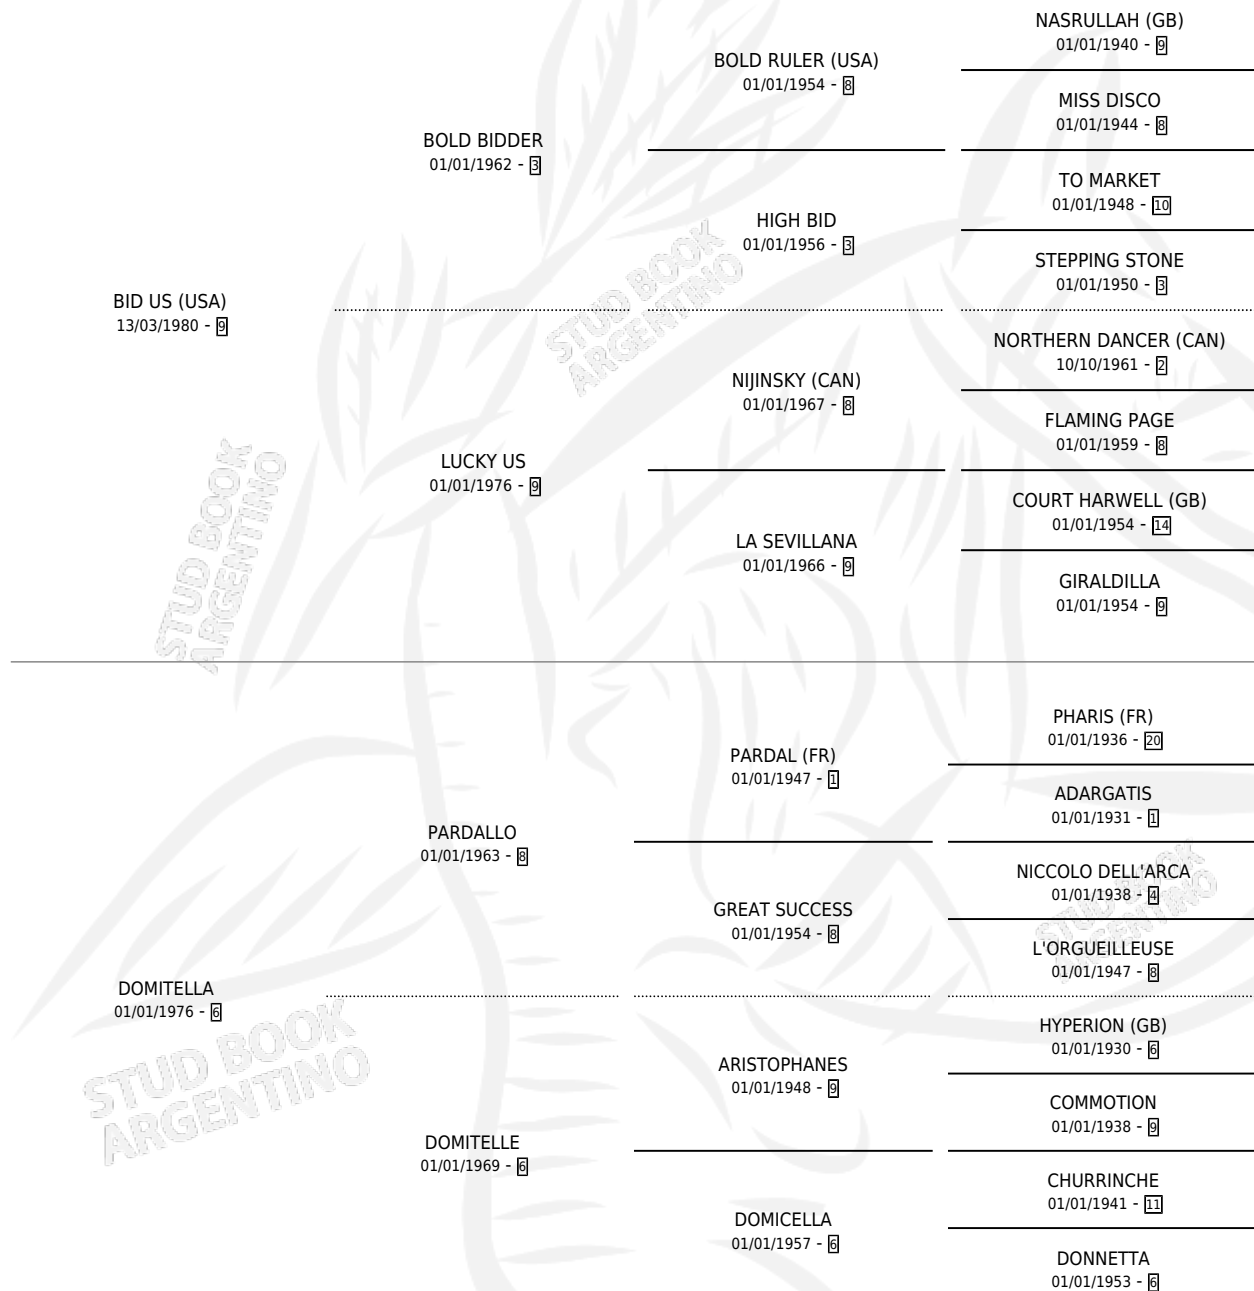 NASRULLAH (GB)
01/01/1940 - 9
BOLD RULER (USA)
01/01/1954 - 8
MISS DISCO
01/01/1944 - 8
BOLD BIDDER
01/01/1962 - 3
TO MARKET
01/01/1948 - 10
HIGH BID
01/01/1956 - 3
STEPPING STONE
01/01/1950 - 3
BID US (USA)
13/03/1980 - 9
NORTHERN DANCER (CAN)
10/10/1961 - 2
NIJINSKY (CAN)
01/01/1967 - 8
FLAMING PAGE
01/01/1959 - 8
LUCKY US
01/01/1976 - 9
COURT HARWELL (GB)
01/01/1954 - 14
LA SEVILLANA
01/01/1966 - 9
GIRALDILLA
01/01/1954 - 9
PHARIS (FR)
01/01/1936 - 20
PARDAL (FR)
01/01/1947 - 1
ADARGATIS
01/01/1931 - 1
PARDALLO
01/01/1963 - 8
NICCOLO DELL'ARCA
01/01/1938 - 4
GREAT SUCCESS
01/01/1954 - 8
L'ORGUEILLEUSE
01/01/1947 - 8
DOMITELLA
01/01/1976 - 6
HYPERION (GB)
01/01/1930 - 6
ARISTOPHANES
01/01/1948 - 9
COMMOTION
01/01/1938 - 9
DOMITELLE
01/01/1969 - 6
CHURRINCHE
01/01/1941 - 11
DOMICELLA
01/01/1957 - 6
DONNETTA
01/01/1953 - 6
STUD BOOK
ARGENTINO
STUD BOOK
ARGENTINO
STUD BOOK
ARGENTINO
STUD BOOK
ARGENTINO